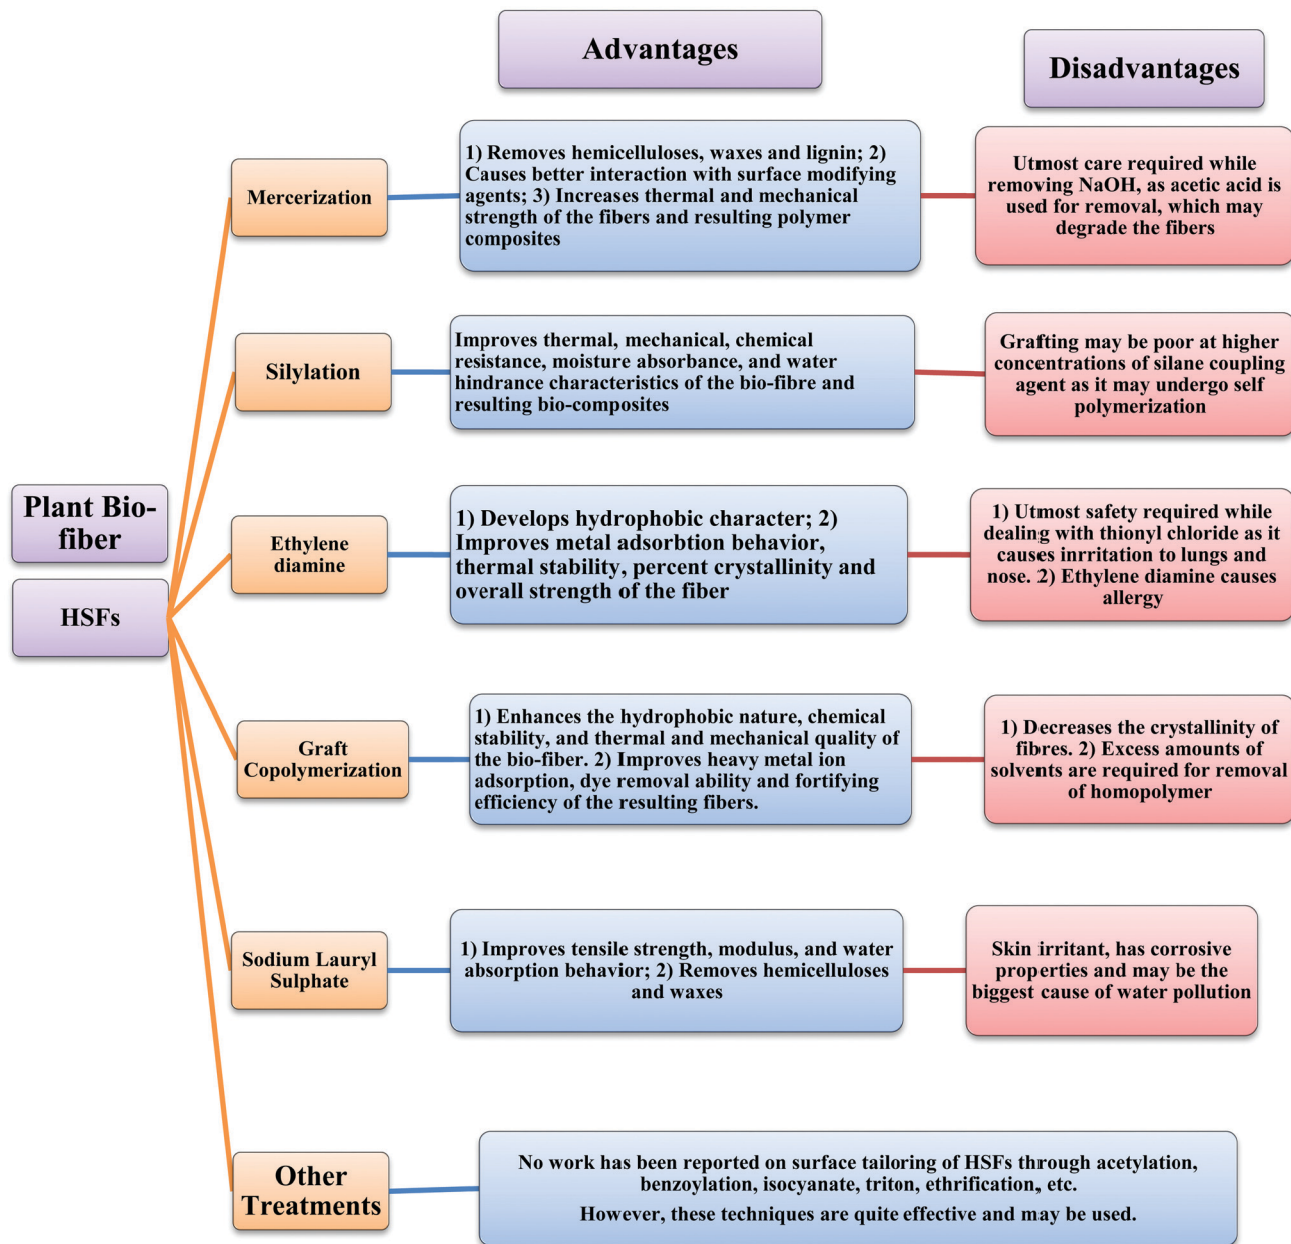 Advantages
Disadvantages
Plant Bio-
fiber
HSFs
Mercerization
1) Removes hemicelluloses, waxes and lignin; 2)
Causes better interaction with surface modifying
agents; 3) Increases thermal and mechanical
strength of the fibers and resulting polymer
composites
Utmost care required while
removing NaOH, as acetic acid is
used for removal, which may
degrade the fibers
Silylation
Improves thermal, mechanical, chemical
resistance, moisture absorbance, and water
hindrance characteristics of the bio-fibre and
resulting bio-composites
Grafting may be poor at higher
concentrations of silane coupling
agent as it may undergo self
polymerization
Ethylene
diamine
1) Develops hydrophobic character; 2)
Improves metal adsorbtion behavior,
thermal stability, percent crystallinity and
overall strength of the fiber
1) Utmost safety required while
dealing with thionyl chloride as it
causes inrritation to lungs and
nose. 2) Ethylene diamine causes
allergy
Graft
Copolymerization
1) Enhances the hydrophobic nature, chemical
stability, and thermal and mechanical quality of
the bio-fiber. 2) Improves heavy metal ion
adsorption, dye removal ability and fortifying
efficiency of the resulting fibers.
1) Decreases the crystallinity of
fibres. 2) Excess amounts of
solvents are required for removal
of homopolymer
Sodium Lauryl
Sulphate
1) Improves tensile strength, modulus, and water
absorption behavior; 2) Removes hemicelluloses
and waxes
Skin irritant, has corrosive
properties and may be the
biggest cause of water pollution
Other
Treatments
No work has been reported on surface tailoring of HSFs through acetylation,
benzoylation, isocyanate, triton, ethrification, etc.
However, these techniques are quite effective and may be used.